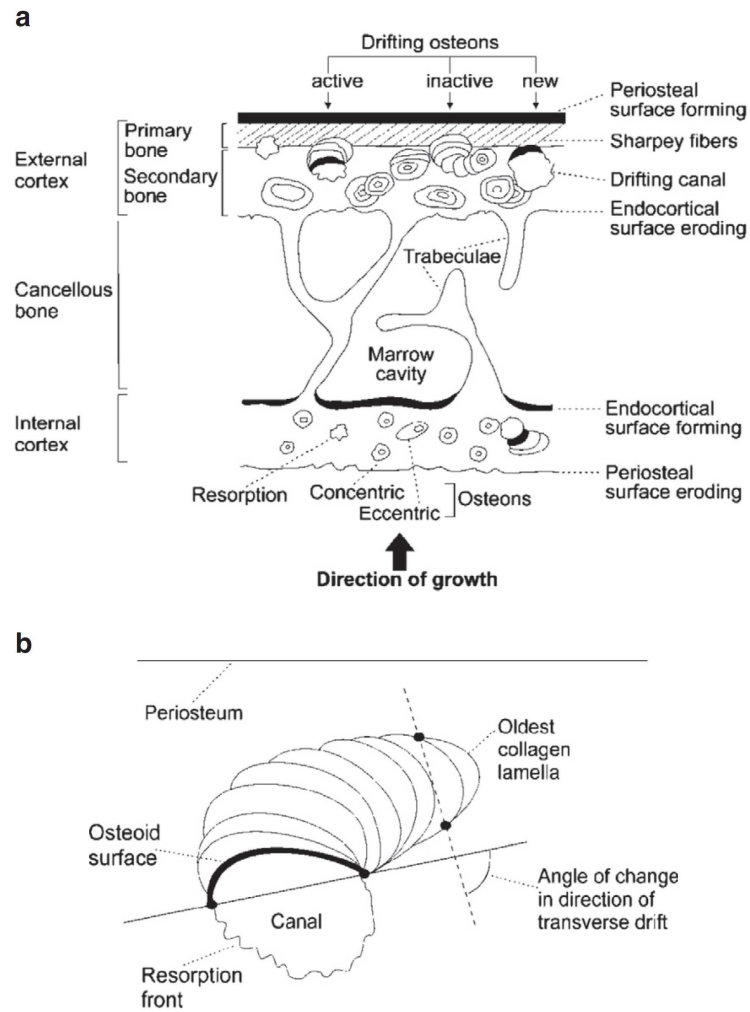 a
Drifting osteons
active
inactive
new
Periosteal
surface forming
Primary
bone
Sharpey fibers
External
cortex
Secondary
bone
Drifting canal
Endocortical
surface eroding
Trabeculae
Cancellous
bone
Marrow
cavity
Endocortical
surface forming
Internal
cortex
Periosteal
surface eroding
Resorption
Concentric
Eccentric
Osteons
Direction of growth
b
Periosteum
Oldest
collagen
lamella
Osteoid
surface
Angle of change
in direction of
transverse drift
Canal
Resorption
front